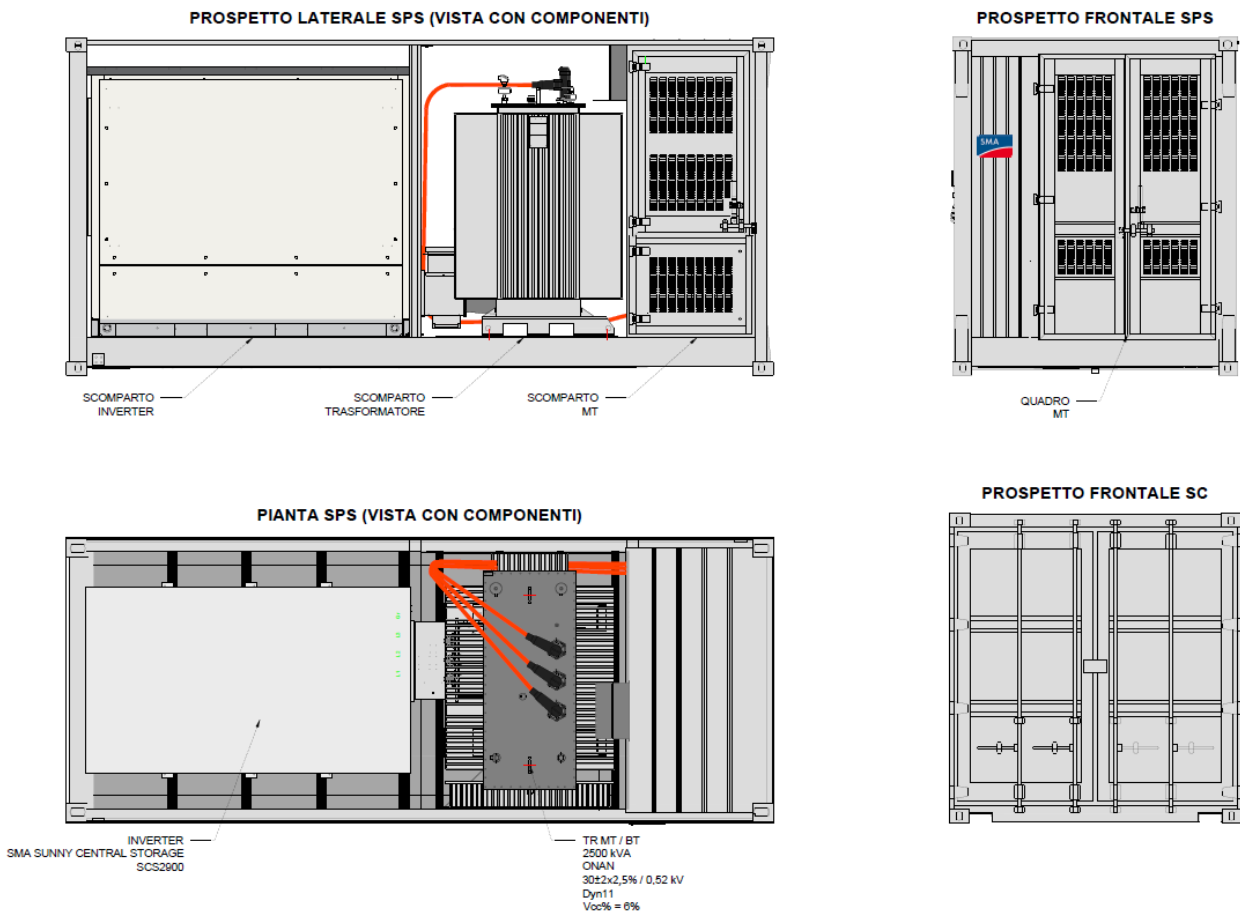 PROSPETTO LATERALE SPS (VISTA CON COMPONENTI)
SCOMPARTO
INVERTER
SCOMPARTO
TRASFORMATORE
SCOMPARTO
MT
PROSPETTO FRONTALE SPS
SMA
QUADRO
MT
PIANTA SPS (VISTA CON COMPONENTI)
INVERTER
SMA SUNNY CENTRAL STORAGE
SCS2900
TR MT / BT
2500 kVA
ONAN
30±2x2,5% / 0,52 kV
Dyn11
Vcc% = 6%
PROSPETTO FRONTALE SC